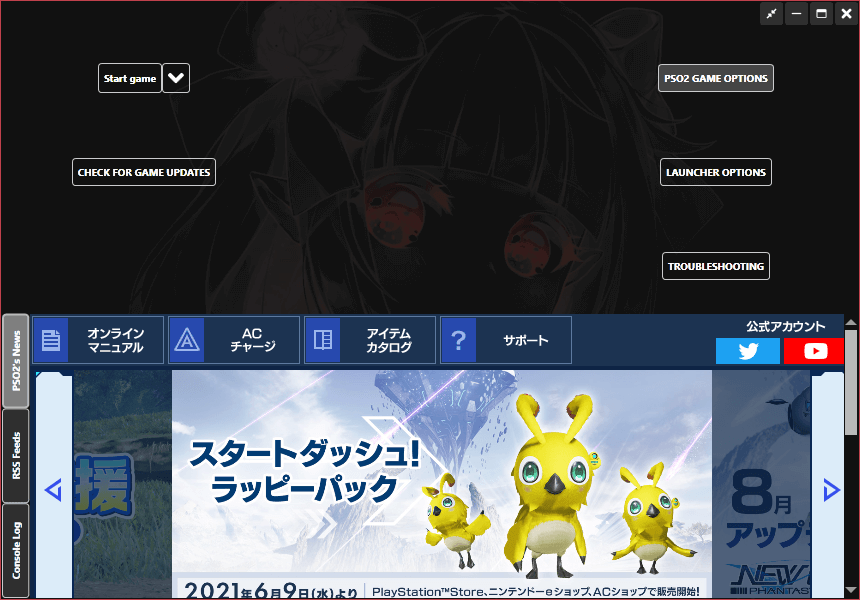 Start game
PSO2 GAME OPTIONS
CHECK FOR GAME UPDATES
LAUNCHER OPTIONS
TROUBLESHOOTING
PSO2's News
RSS Feeds
Console Log
オンライン
マニュアル
AC
チャージ
アイテム
カタログ
?
サポート
公式アカウント
援
スタートダッシュ!
ラッピーパック
2021年6月9日(水)より
PlayStation™Store、ニンテンドーeショップ、ACショップで販売開始!
8月
アップデ
NEW
PHANTAS